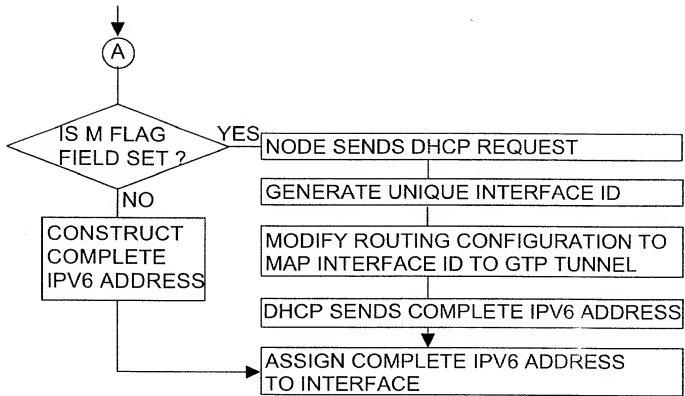 A
IS M FLAG
FIELD SET ?
YES
NODE SENDS DHCP REQUEST
GENERATE UNIQUE INTERFACE ID
NO
CONSTRUCT
COMPLETE
IPV6 ADDRESS
MODIFY ROUTING CONFIGURATION TO
MAP INTERFACE ID TO GTP TUNNEL
DHCP SENDS COMPLETE IPV6 ADDRESS
ASSIGN COMPLETE IPV6 ADDRESS
TO INTERFACE